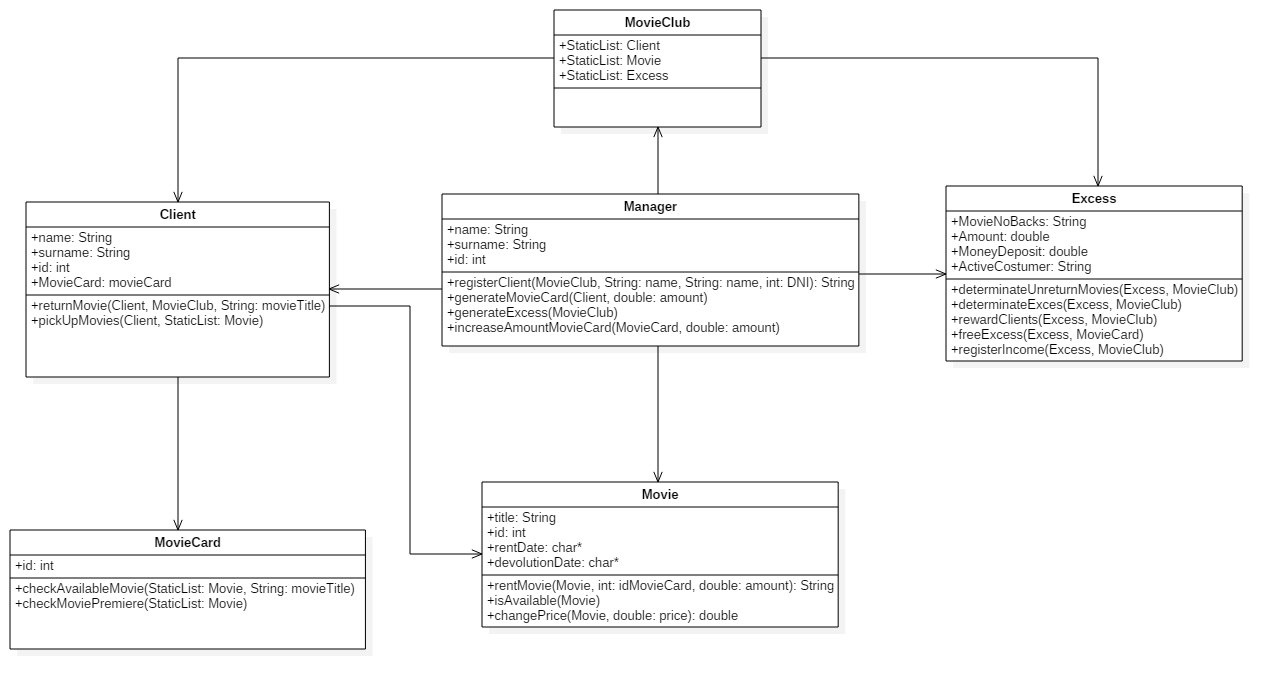 MovieClub
+StaticList: Client
+StaticList: Movie
+StaticList: Excess
Client
+name: String
+surname: String
+id: int
+MovieCard: movieCard
+returnMovie(Client, MovieClub, String: movieTitle)
+pickUpMovies(Client, StaticList: Movie)
Manager
+name: String
+surname: String
+id: int
+registerClient(MovieClub, String: name, String: name, int: DNI): String
+generateMovieCard(Client, double: amount)
+generateExcess(MovieClub)
+increaseAmountMovieCard(MovieCard, double: amount)
Excess
+MovieNoBacks: String
+Amount: double
+MoneyDeposit: double
+ActiveCostumer: String
+determinateUnreturnMovies(Excess, MovieClub)
+determinateExces(Excess, MovieClub)
+rewardClients(Excess, MovieClub)
+freeExcess(Excess, MovieCard)
+registerIncome(Excess, MovieClub)
MovieCard
+id: int
+checkAvailableMovie(StaticList: Movie, String: movieTitle)
+checkMoviePremiere(StaticList: Movie)
Movie
+title: String
+id: int
+rentDate: char*
+devolutionDate: char*
+rentMovie(Movie, int: idMovieCard, double: amount): String
+isAvailable(Movie)
+changePrice(Movie, double: price): double